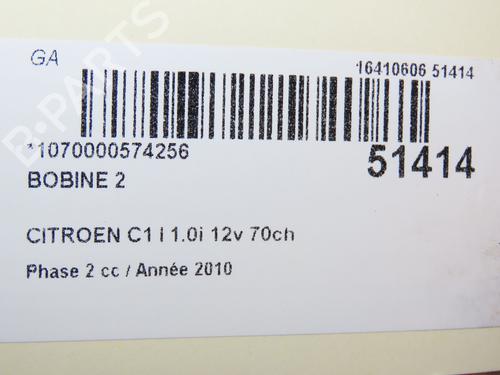 GA
16410606 51414
*1070000574256
51414
BOBINE 2
CITROEN C1 I 1.0i 12v 70ch
Phase 2 cc / Année 2010
B-PARTS